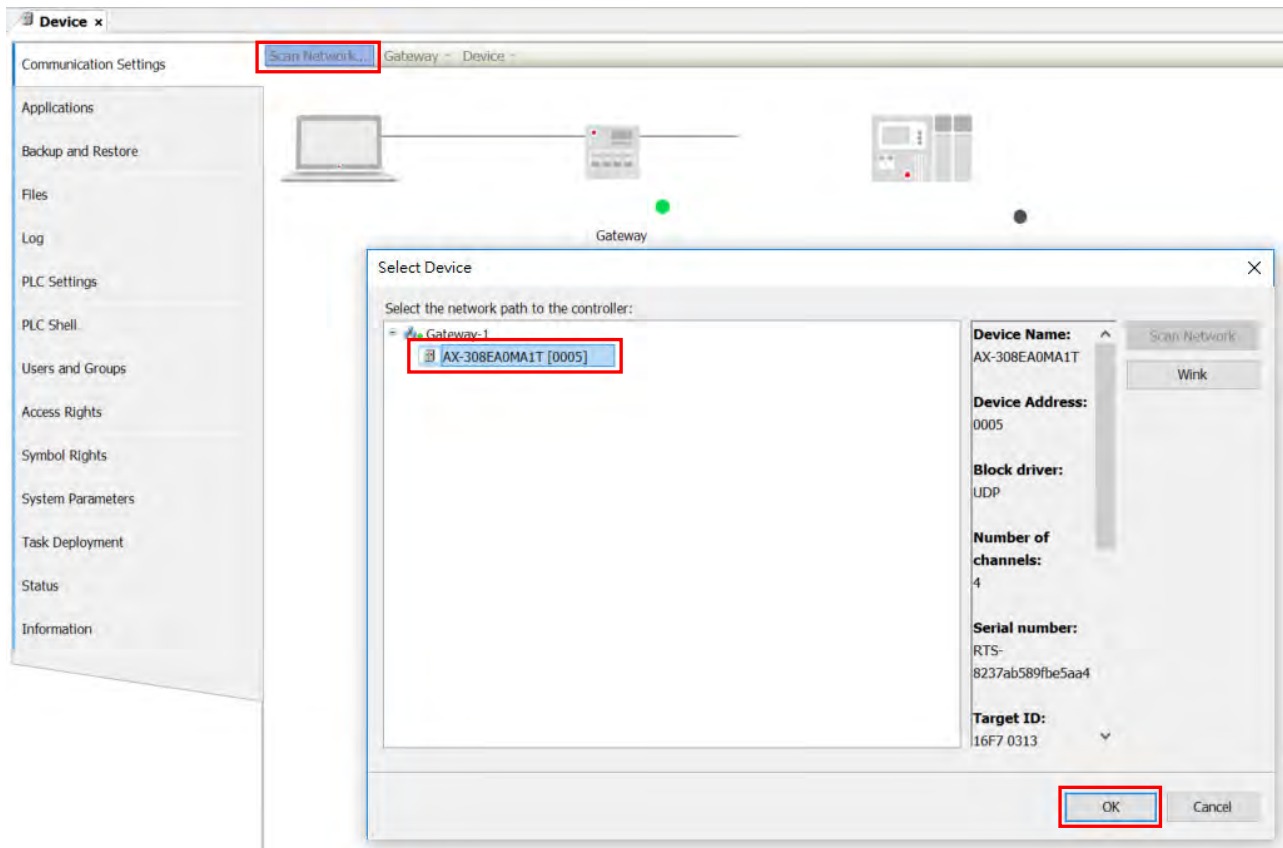 Device ×
Communication Settings
Applications
Backup and Restore
Files
Log
PLC Settings
PLC Shell
Users and Groups
Access Rights
Symbol Rights
System Parameters
Task Deployment
Status
Information
Scan Network... Gateway Device
Gateway
Select Device
Select the network path to the controller:
Gateway-1
AX-308EA0MA1T [0005]
Device Name:
AX-308EA0MA1T
Device Address:
0005
Block driver:
UDP
Number of
channels:
4
Serial number:
RTS-
8237ab589fbe5aa4
Target ID:
16F7 0313
Scan Network
Wink
OK Cancel